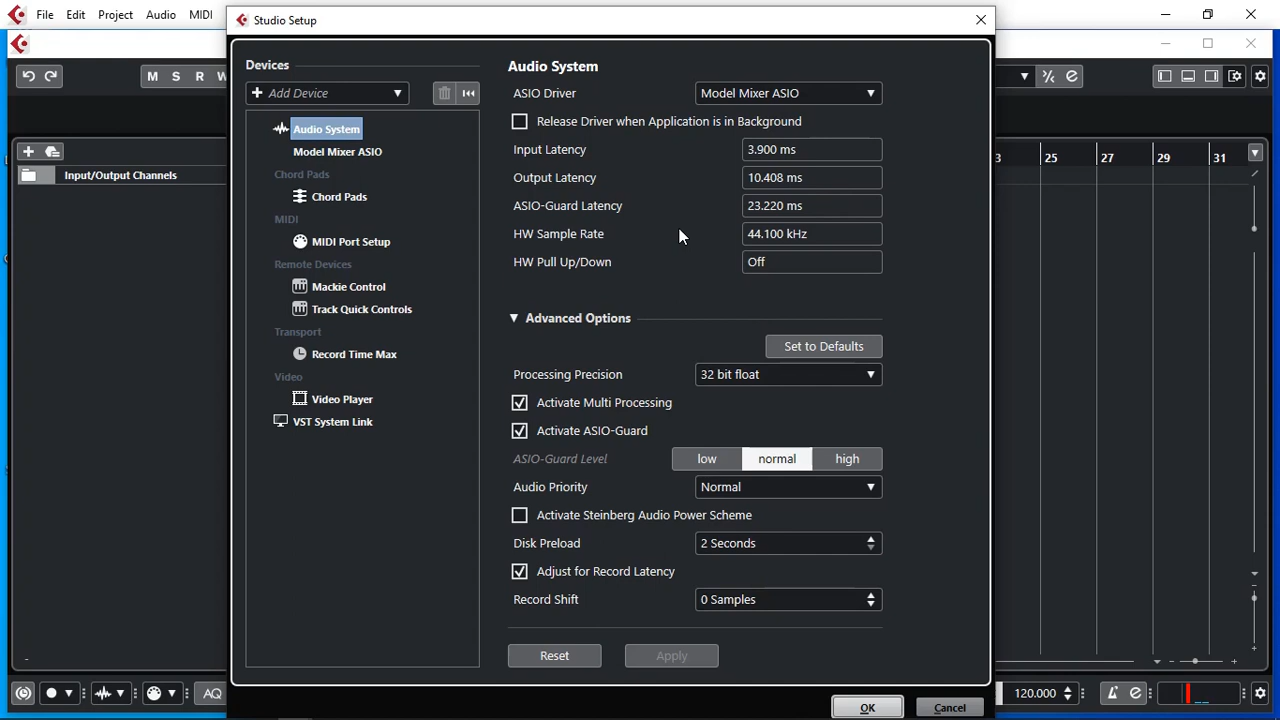 File Edit Project Audio MIDI
Studio Setup
M S R
Devices
Add Device
Audio System
Model Mixer ASIO
Chord Pads
Chord Pads
MIDI
MIDI Port Setup
Remote Devices
Mackie Control
Track Quick Controls
Transport
Record Time Max
Video
Video Player
VST System Link
Input/Output Channels
Audio System
ASIO Driver Model Mixer ASIO
Release Driver when Application is in Background
Input Latency 3.900 ms
Output Latency 10.408 ms
ASIO-Guard Latency 23.220 ms
HW Sample Rate 44.100 kHz
HW Pull Up/Down Off
Advanced Options
Set to Defaults
Processing Precision 32 bit float
Activate Multi Processing
Activate ASIO-Guard
ASIO-Guard Level low normal high
Audio Priority Normal
Activate Steinberg Audio Power Scheme
Disk Preload 2 Seconds
Adjust for Record Latency
Record Shift 0 Samples
Reset Apply
OK Cancel
25 27 29 31
AQ
120.000